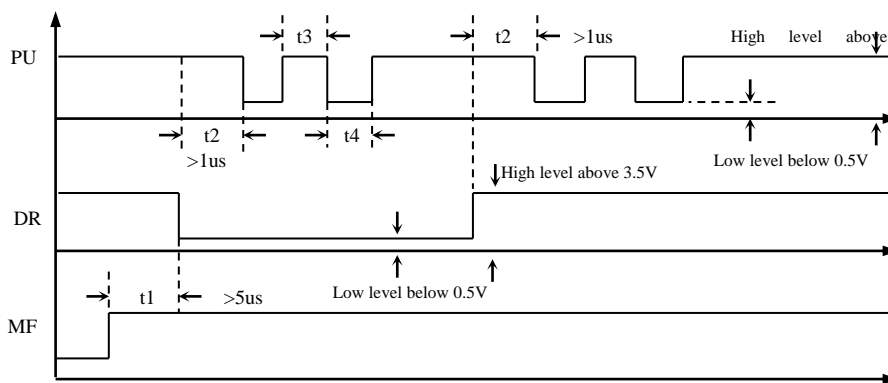 t3
t2
>1us
High level above
PU
t2
t4
>1us
Low level below 0.5V
High level above 3.5V
DR
Low level below 0.5V
t1
>5us
MF